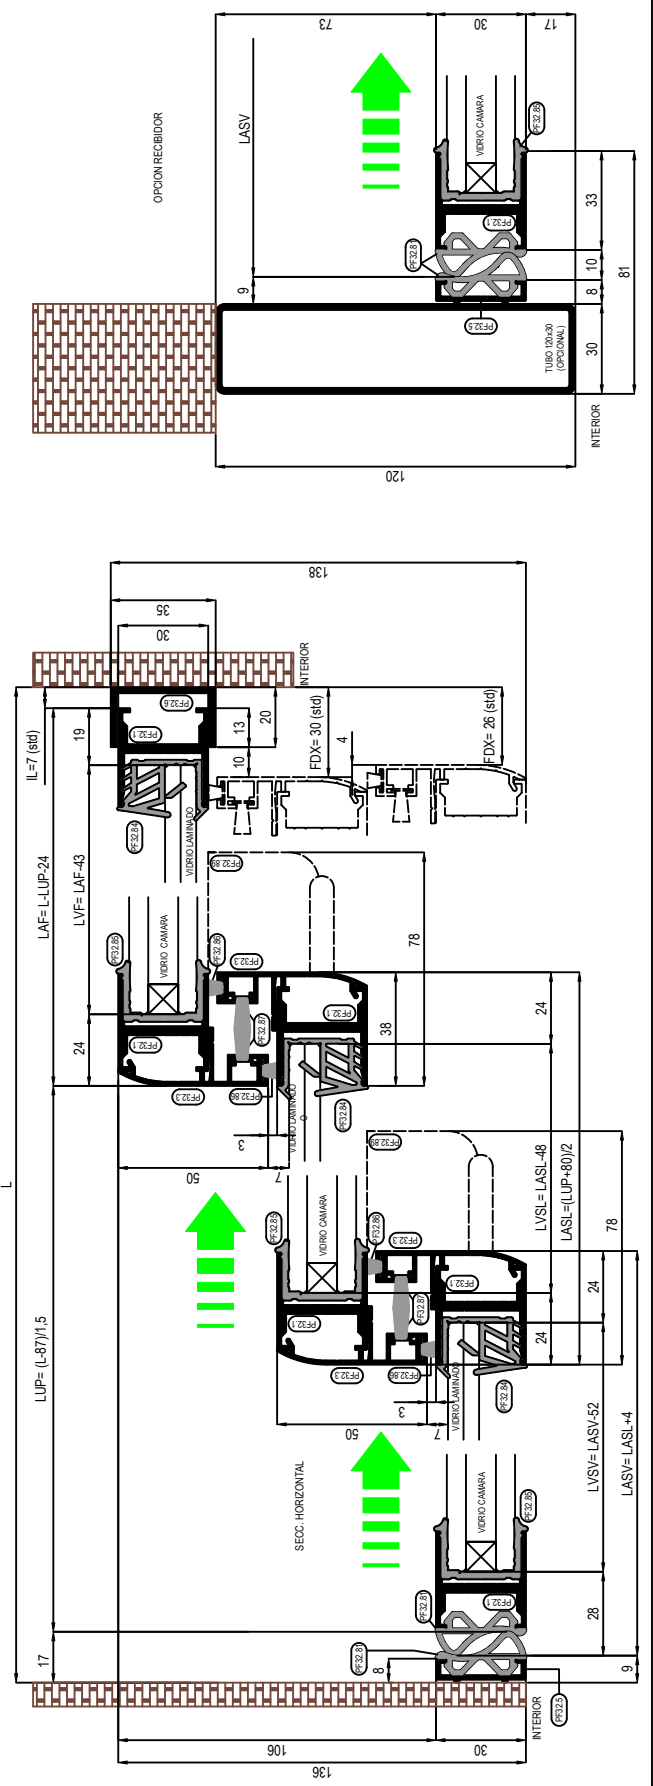 73
30
17
OPCION RECIBIDOR
LASV
9
VIDRIO CAMARA
PF32.85
PF32.1
PF32.81
PF32.5
33
10
8
81
30
TUBO 120x30
(OPCIONAL)
INTERIOR
120
138
35
30
INTERIOR
PF32.6
PF32.1
IL=7 (std)
19
13
20
10
FDX= 30 (std)
4
FDX= 26 (std)
LAF= L-LUP-24
LVF= LAF-43
PF32.84
VIDRIO LAMINADO
PF32.89
VIDRIO CAMARA
PF32.85
PF32.86
PF32.3
PF32.1
PF32.87
24
PF32.1
PF32.3
PF32.86
VIDRIO LAMINADO
PF32.84
78
38
24
3
50
7
L
PF32.89
LUP= (L-87)/1,5
VIDRIO CAMARA
PF32.85
PF32.86
PF32.3
PF32.1
PF32.87
PF32.1
PF32.3
PF32.86
VIDRIO LAMINADO
PF32.84
LVSL= LASL-48
LASL=(LUP+80)/2
78
24
24
3
50
7
SECC. HORIZONTAL
VIDRIO CAMARA
PF32.85
LVSV= LASV-52
LASV= LASL+4
PF32.81
PF32.1
PF32.81
28
17
8
9
PF32.5
INTERIOR
106
30
136